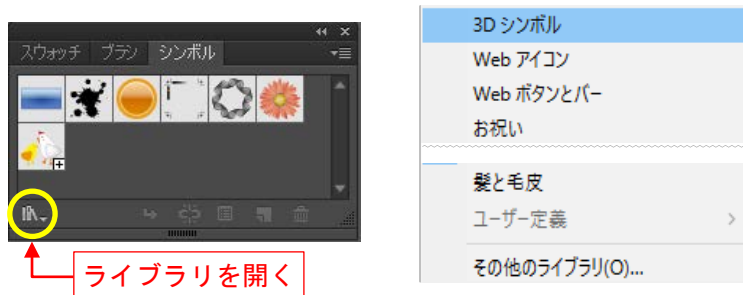 スウォッチ ブラシ シンボル
ライブラリを開く
3D シンボル
Web アイコン
Web ボタンとバー
お祝い
髪と毛皮
ユーザー定義
その他のライブラリ(O)...